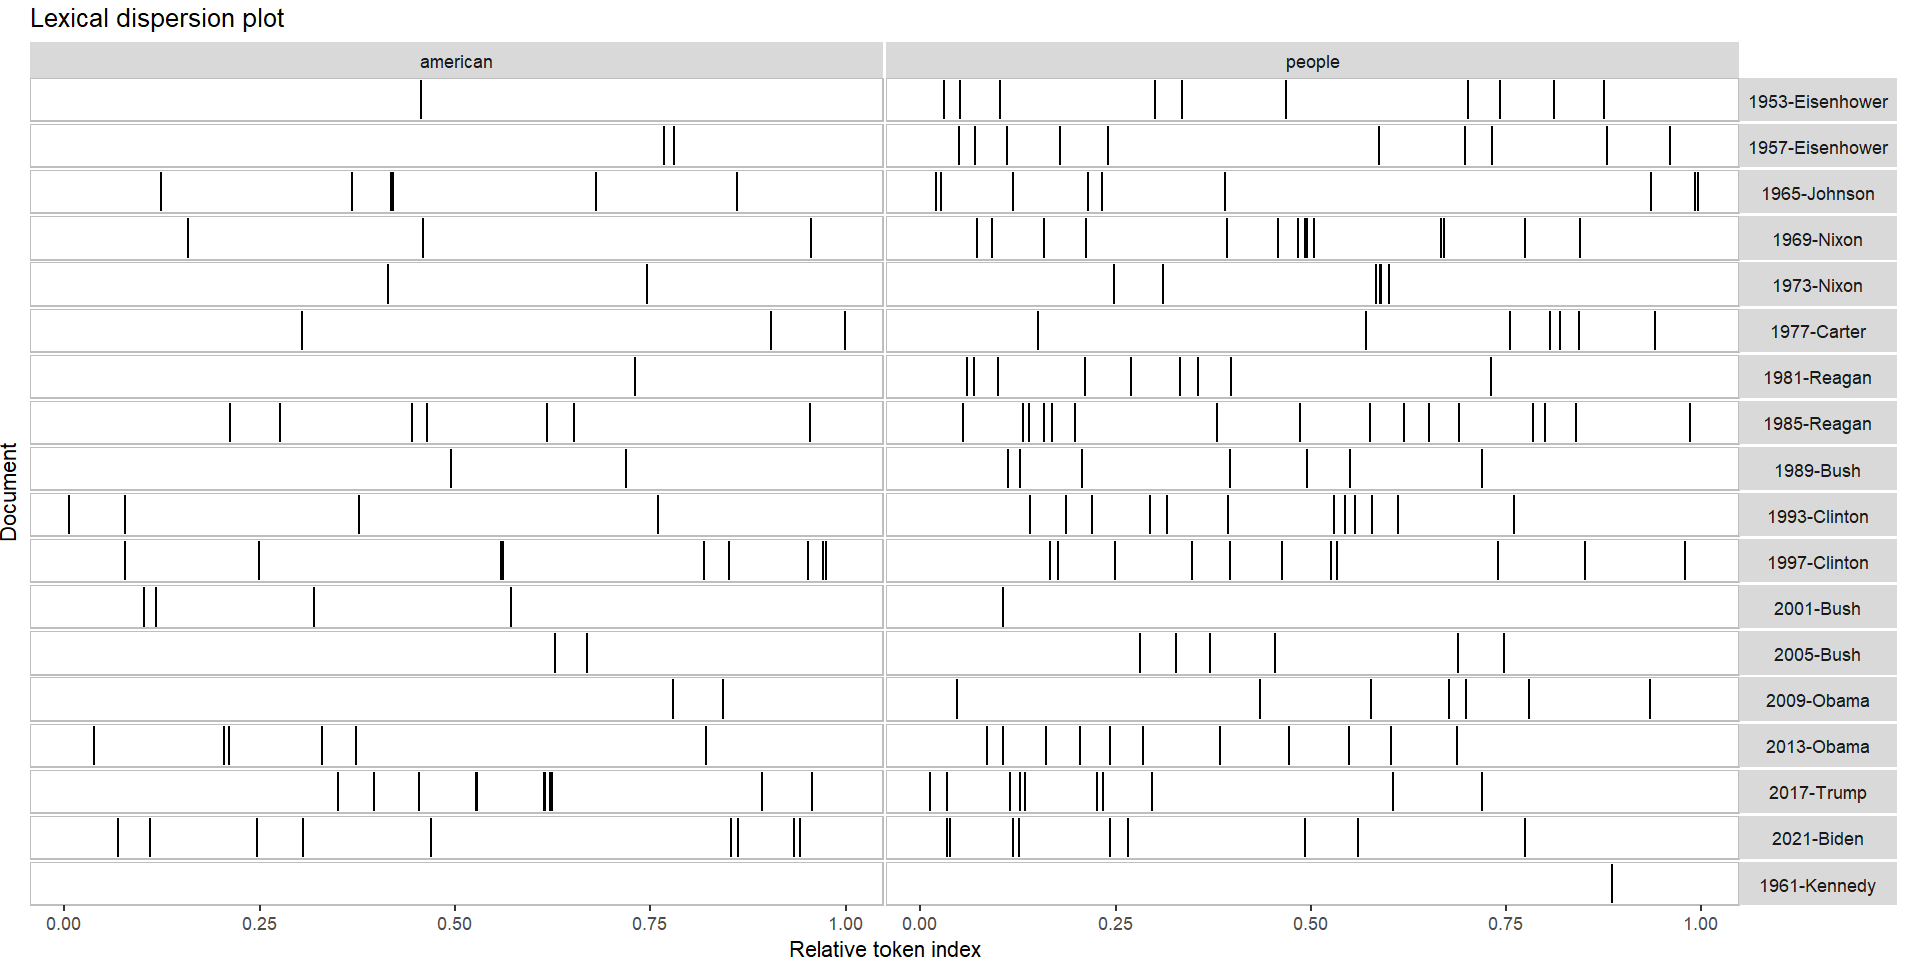 Lexical dispersion plot
american
people
1953-Eisenhower
1957-Eisenhower
1965-Johnson
1969-Nixon
1973-Nixon
1977-Carter
1981-Reagan
1985-Reagan
1989-Bush
1993-Clinton
1997-Clinton
2001-Bush
2005-Bush
2009-Obama
2013-Obama
2017-Trump
2021-Biden
1961-Kennedy
Document
0.00 0.25 0.50 0.75 1.00
0.00 0.25 0.50 0.75 1.00
Relative token index